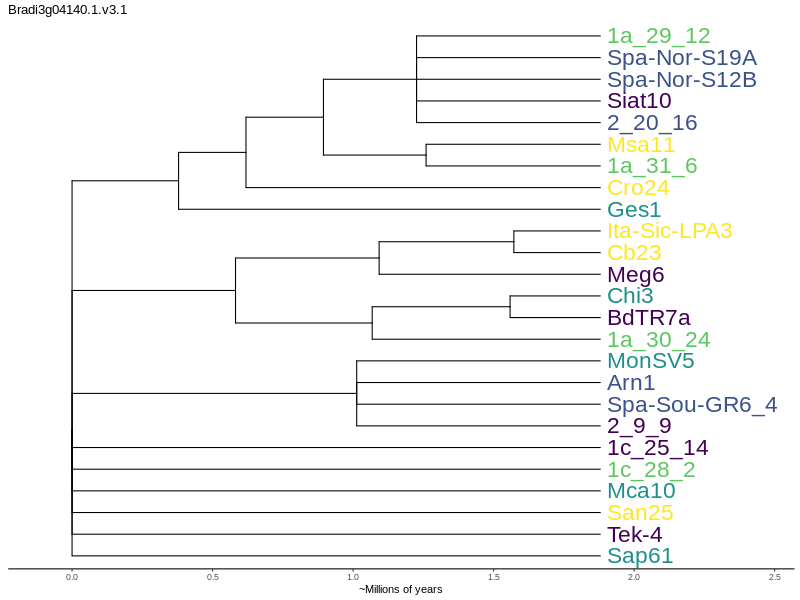 Bradi3g04140.1.v3.1
1a_29_12
Spa-Nor-S19A
Spa-Nor-S12B
Siat10
2_20_16
Msa11
1a_31_6
Cro24
Ges1
Ita-Sic-LPA3
Cb23
Meg6
Chi3
BdTR7a
1a_30_24
MonSV5
Arn1
Spa-Sou-GR6_4
2_9_9
1c_25_14
1c_28_2
Mca10
San25
Tek-4
Sap61
0.0 0.5 1.0 1.5 2.0 2.5
~Millions of years